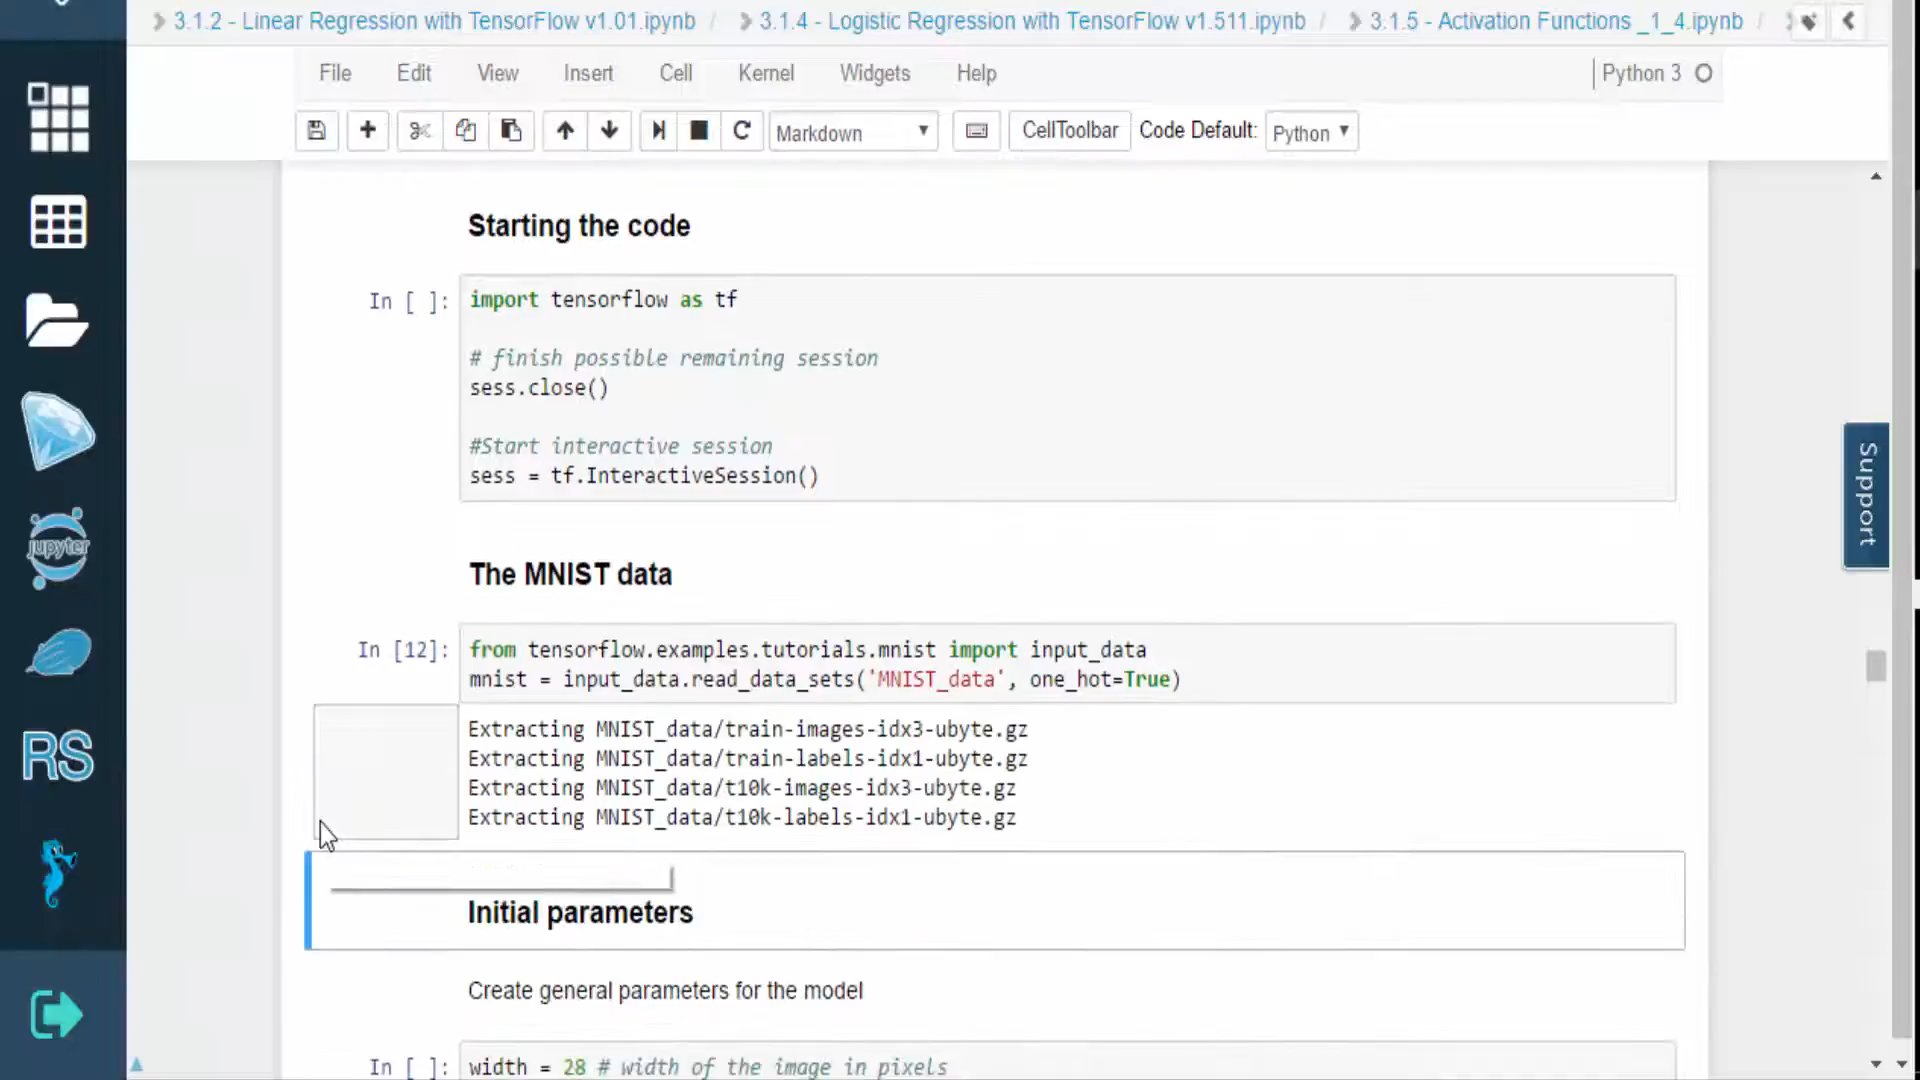 3.1.2 - Linear Regression with TensorFlow v1.01.ipynb / 3.1.4 - Logistic Regression with TensorFlow v1.511.ipynb / 3.1.5 - Activation Functions _1_4.ipynb /
File Edit View Insert Cell Kernel Widgets Help Python 3
Markdown CellToolbar Code Default: Python
Starting the code
In [ ]: import tensorflow as tf
# finish possible remaining session
sess.close()
#Start interactive session
sess = tf.InteractiveSession()
Support
The MNIST data
jupyter
In [12]: from tensorflow.examples.tutorials.mnist import input_data
mnist = input_data.read_data_sets('MNIST_data', one_hot=True)
RS
Extracting MNIST_data/train-images-idx3-ubyte.gz
Extracting MNIST_data/train-labels-idx1-ubyte.gz
Extracting MNIST_data/t10k-images-idx3-ubyte.gz
Extracting MNIST_data/t10k-labels-idx1-ubyte.gz
Initial parameters
Create general parameters for the model
In [ ]: width = 28 # width of the image in pixels